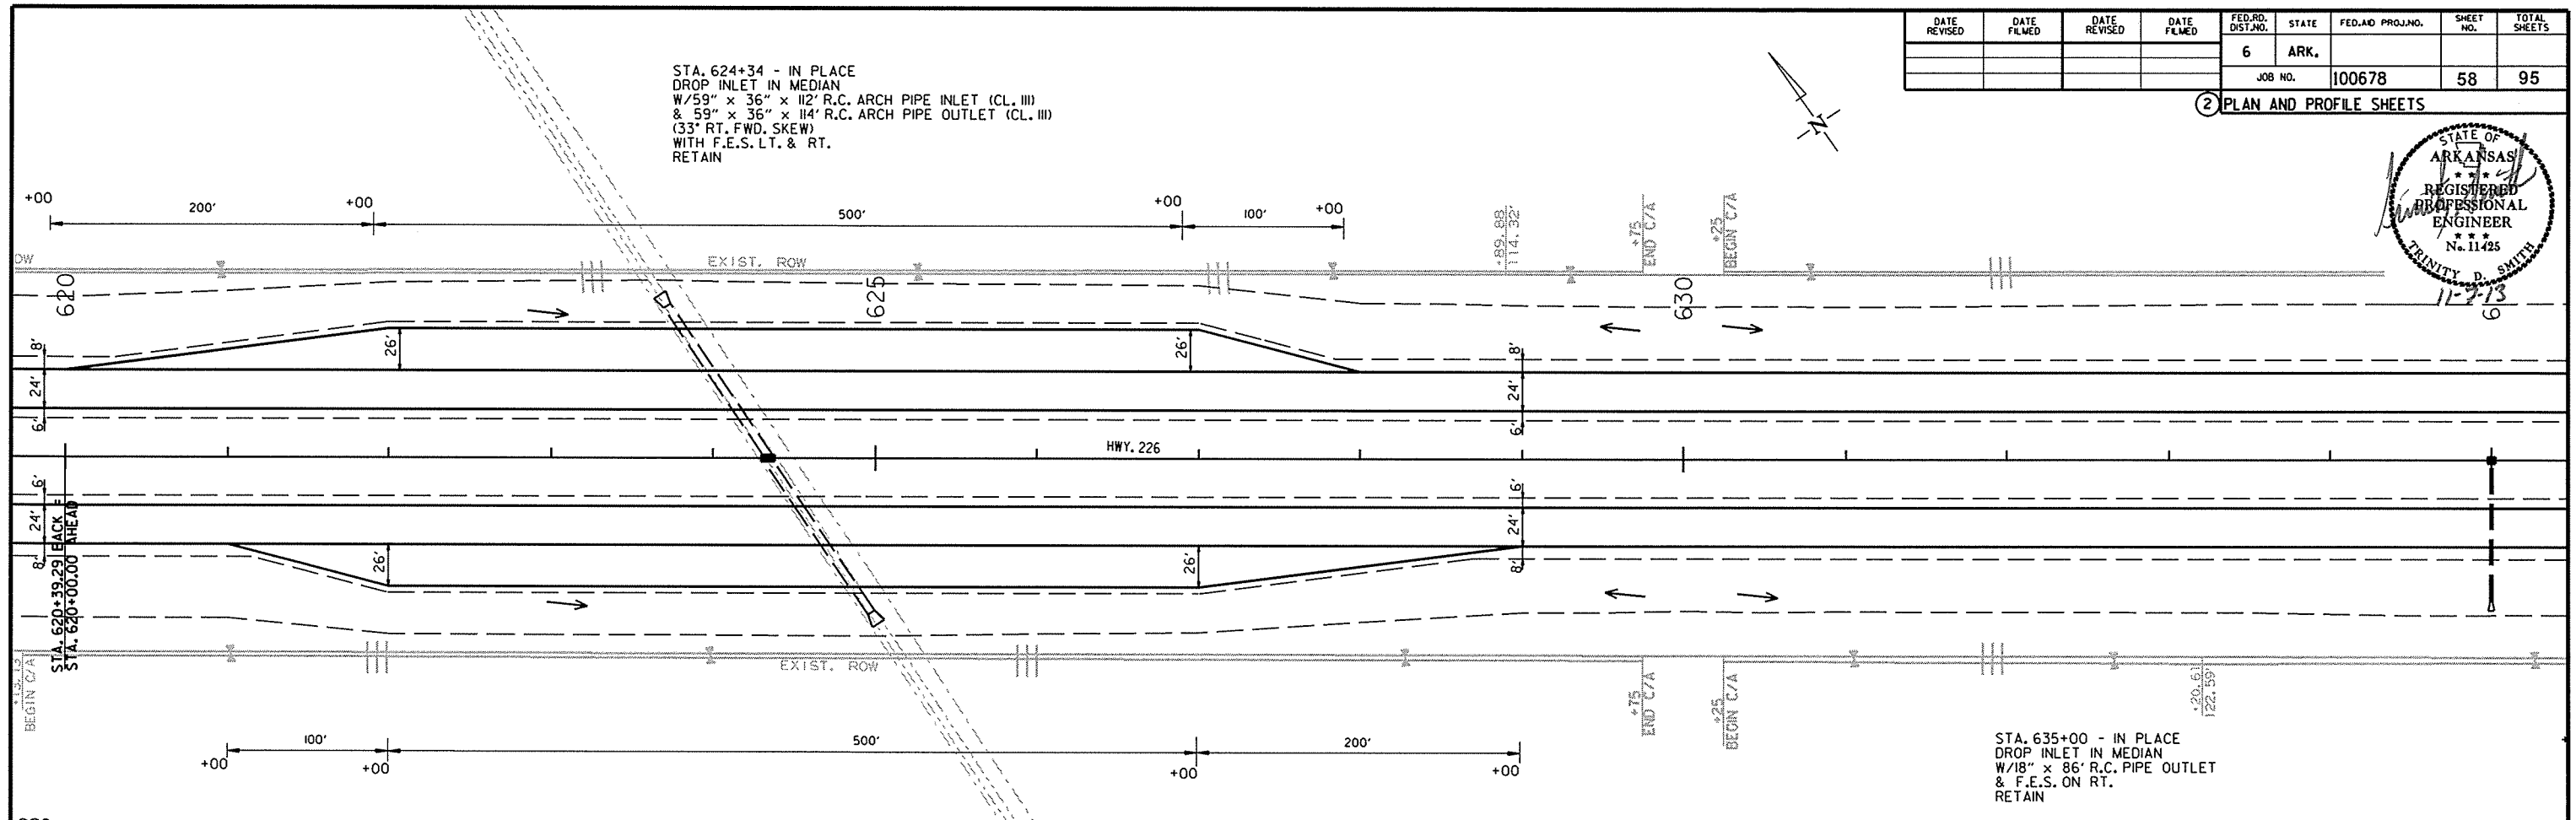 DATE REVISED
DATE FILMED
DATE REVISED
DATE FILMED
FED.RD. DIST.NO.
STATE
FED.AID PROJ.NO.
SHEET NO.
TOTAL SHEETS
6
ARK.
JOB NO.
100678
58
95
2 PLAN AND PROFILE SHEETS
STATE OF
ARKANSAS
★ ★ ★
REGISTERED
PROFESSIONAL
ENGINEER
★ ★ ★
No. 11425
TRINITY D. SMITH
11-7-13
N
STA. 624+34 - IN PLACE
DROP INLET IN MEDIAN
W/59" x 36" x 112' R.C. ARCH PIPE INLET (CL. III)
& 59" x 36" x 114' R.C. ARCH PIPE OUTLET (CL. III)
(33° RT. FWD. SKEW)
WITH F.E.S. LT. & RT.
RETAIN
+00
200'
+00
500'
+00
100'
+00
+89.88
114.32'
+75
END C/A
+25
BEGIN C/A
OW
EXIST. ROW
620
625
630
6
26'
26'
8'
24'
6'
8'
24'
6'
HWY. 226
6'
24'
8'
6'
24'
8'
26'
26'
STA. 620+39.29 BACK =
STA. 620+00.00 AHEAD
BEGIN C/A
EXIST. ROW
+75
END C/A
+25
BEGIN C/A
+20.61
122.59'
100'
500'
200'
+00
+00
+00
+00
STA. 635+00 - IN PLACE
DROP INLET IN MEDIAN
W/18" x 86' R.C. PIPE OUTLET
& F.E.S. ON RT.
RETAIN